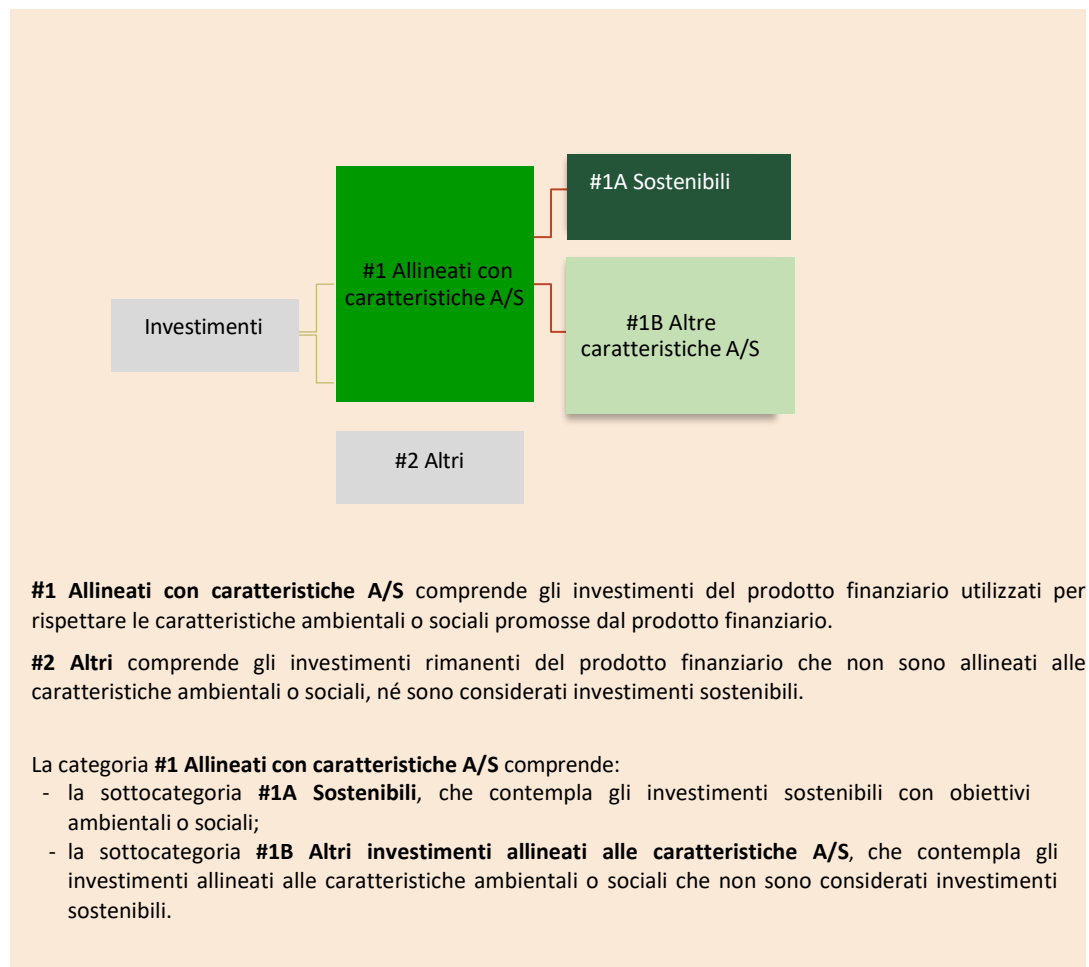 #1A Sostenibili
#1 Allineati con
caratteristiche A/S
Investimenti
#1B Altre
caratteristiche A/S
#2 Altri
#1 Allineati con caratteristiche A/S comprende gli investimenti del prodotto finanziario utilizzati per
rispettare le caratteristiche ambientali o sociali promosse dal prodotto finanziario.
#2 Altri comprende gli investimenti rimanenti del prodotto finanziario che non sono allineati alle
caratteristiche ambientali o sociali, né sono considerati investimenti sostenibili.
La categoria #1 Allineati con caratteristiche A/S comprende:
- la sottocategoria #1A Sostenibili, che contempla gli investimenti sostenibili con obiettivi
ambientali o sociali;
- la sottocategoria #1B Altri investimenti allineati alle caratteristiche A/S, che contempla gli
investimenti allineati alle caratteristiche ambientali o sociali che non sono considerati investimenti
sostenibili.